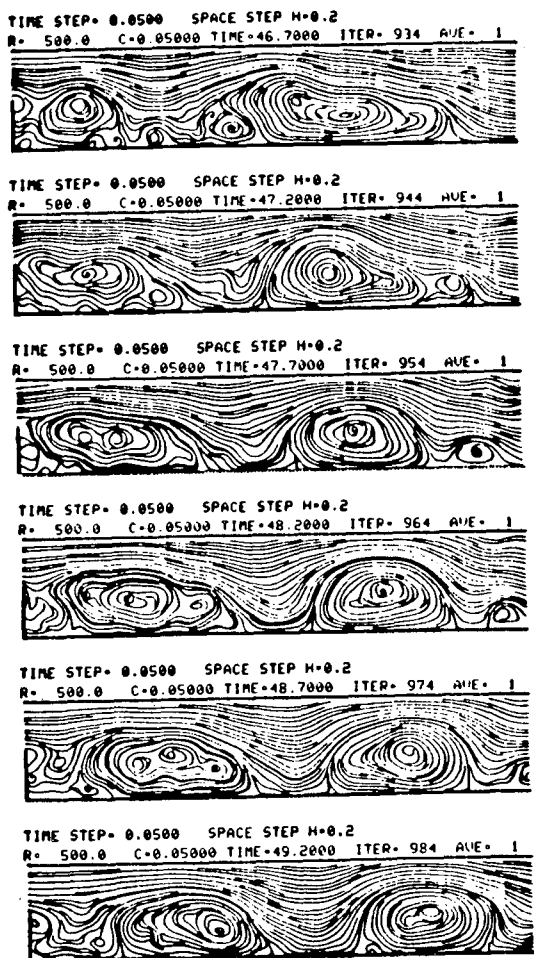 TIME STEP= 0.0500 SPACE STEP H=0.2
R= 500.0 C=0.05000 TIME=46.7000 ITER= 934 AVE= 1
TIME STEP= 0.0500 SPACE STEP H=0.2
R= 500.0 C=0.05000 TIME=47.2000 ITER= 944 AVE= 1
TIME STEP= 0.0500 SPACE STEP H=0.2
R= 500.0 C=0.05000 TIME=47.7000 ITER= 954 AVE= 1
TIME STEP= 0.0500 SPACE STEP H=0.2
R= 500.0 C=0.05000 TIME=48.2000 ITER= 964 AVE= 1
TIME STEP= 0.0500 SPACE STEP H=0.2
R= 500.0 C=0.05000 TIME=48.7000 ITER= 974 AVE= 1
TIME STEP= 0.0500 SPACE STEP H=0.2
R= 500.0 C=0.05000 TIME=49.2000 ITER= 984 AVE= 1